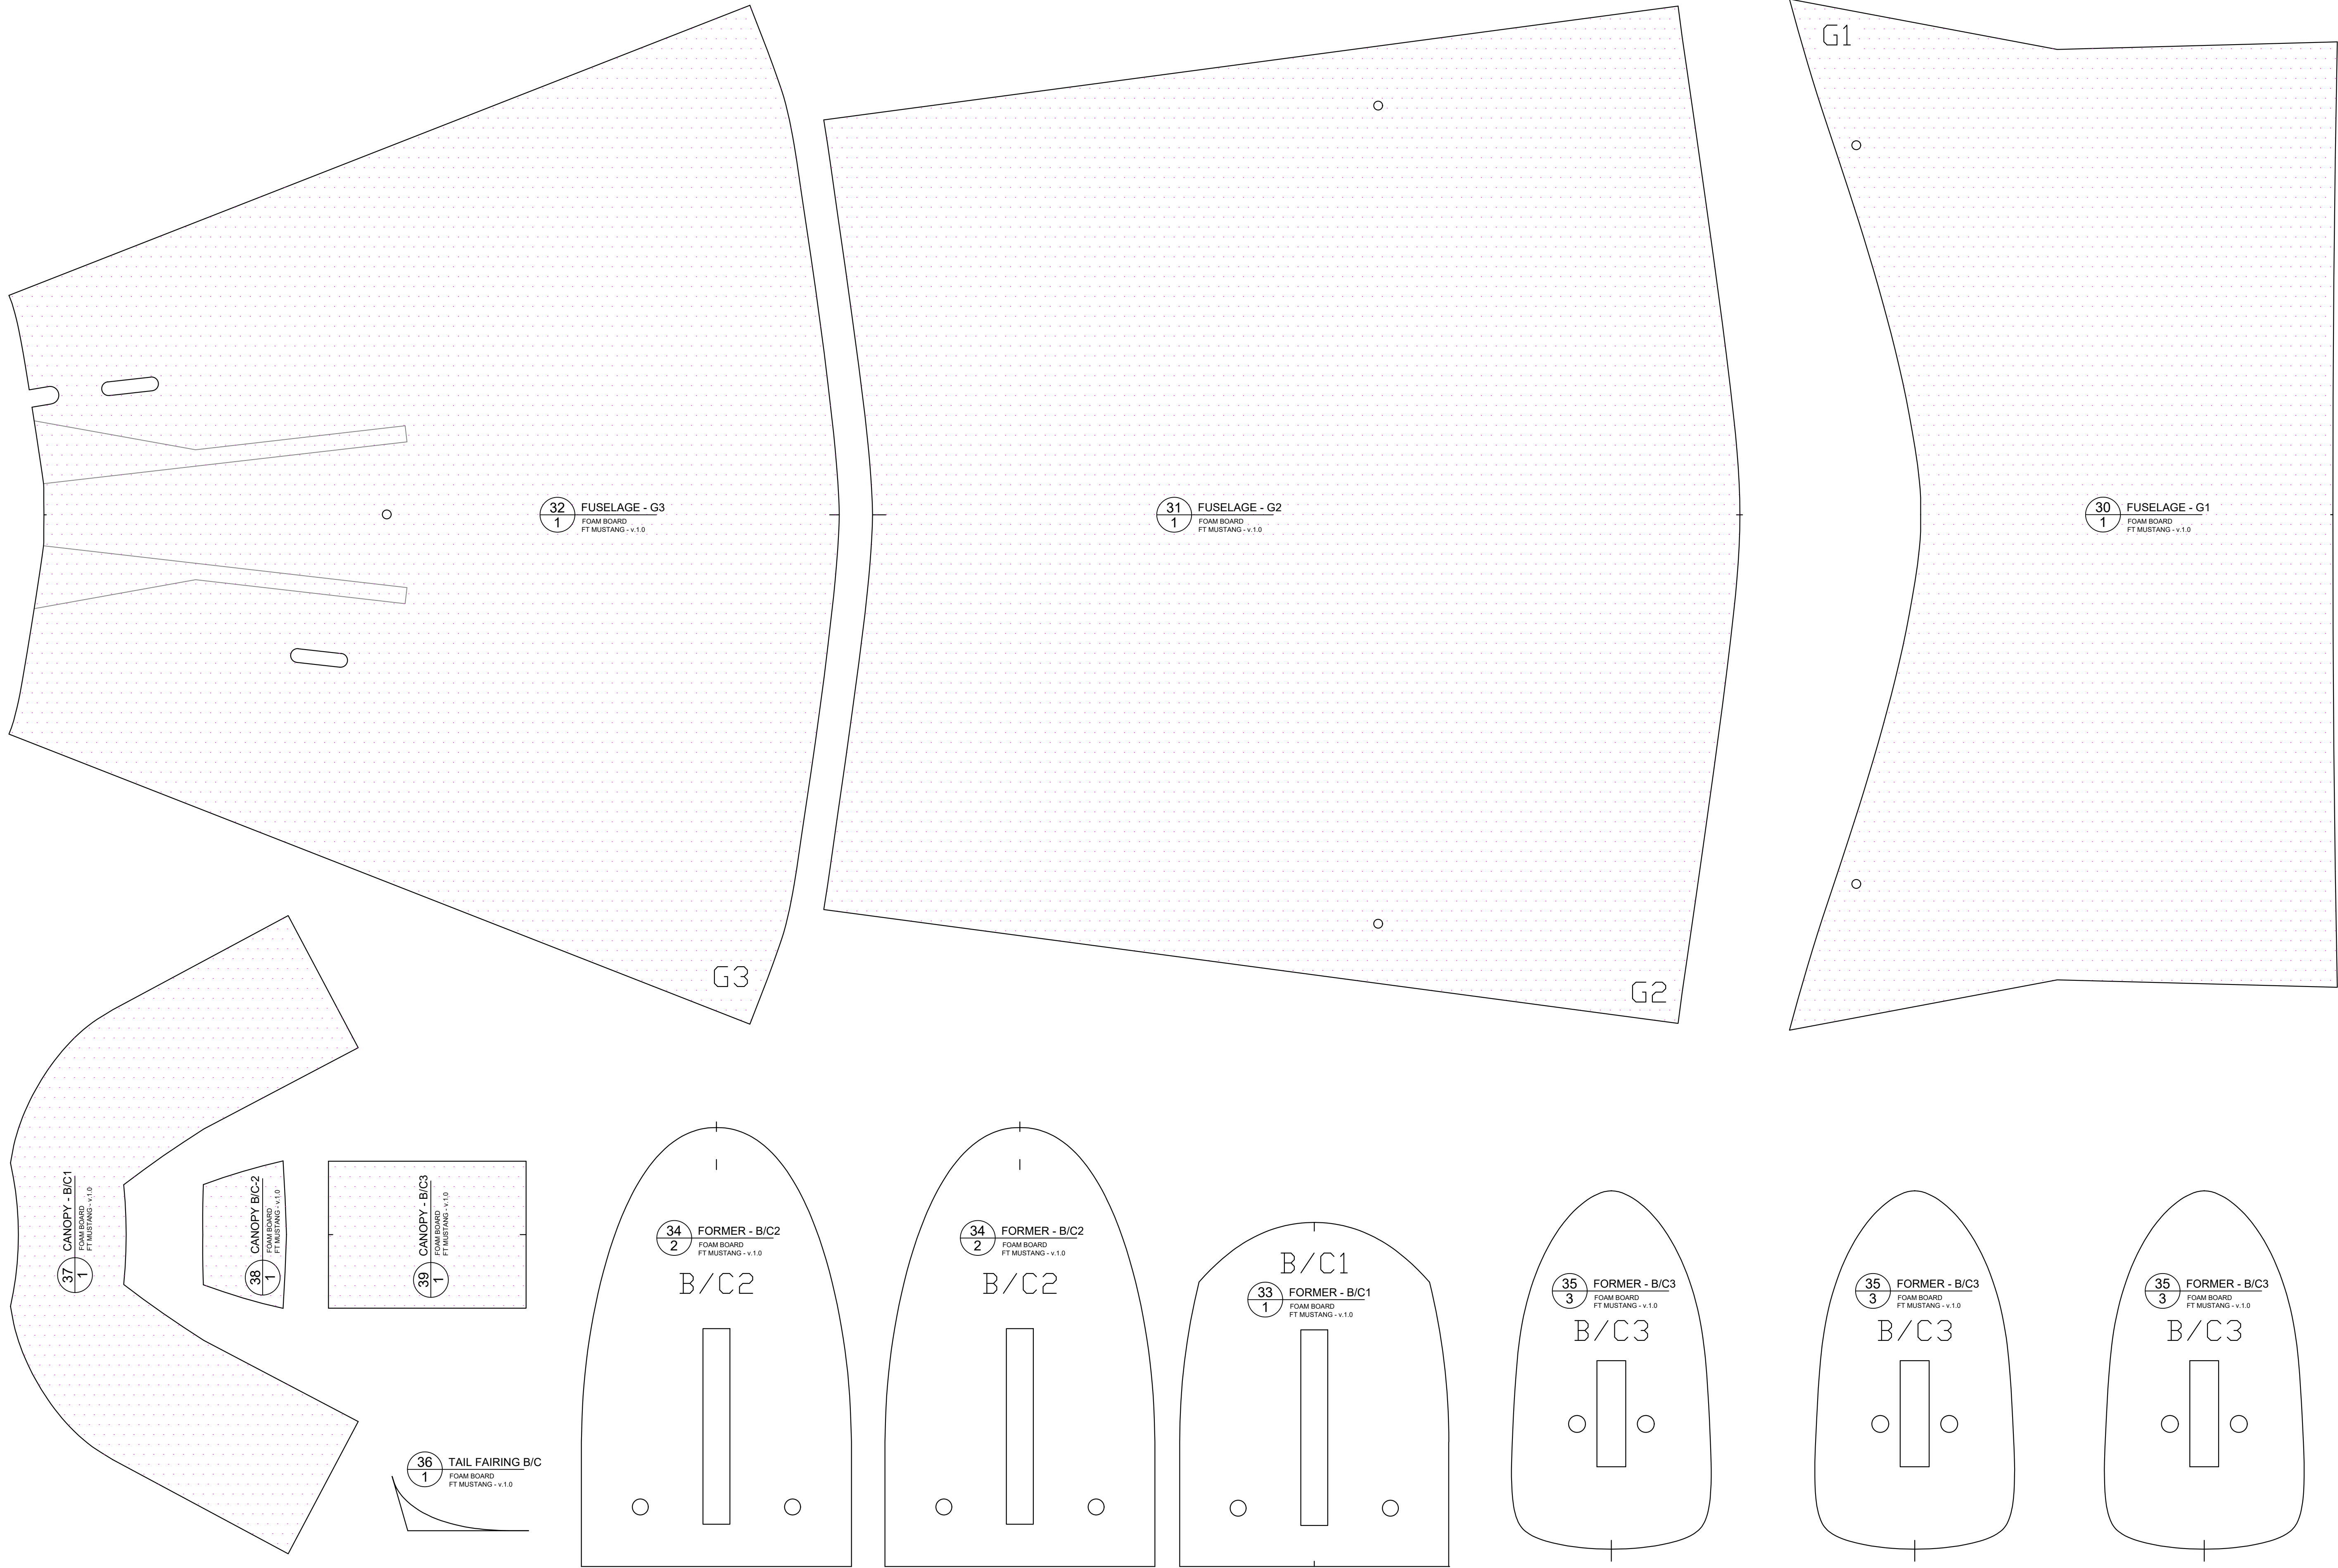 G1
32
1
FUSELAGE - G3
FOAM BOARD
FT MUSTANG - v.1.0
31
1
FUSELAGE - G2
FOAM BOARD
FT MUSTANG - v.1.0
30
1
FUSELAGE - G1
FOAM BOARD
FT MUSTANG - v.1.0
G3
G2
37
1
CANOPY - B/C1
FOAM BOARD
FT MUSTANG - v.1.0
38
1
CANOPY B/C-2
FOAM BOARD
FT MUSTANG - v.1.0
39
1
CANOPY - B/C3
FOAM BOARD
FT MUSTANG - v.1.0
34
2
FORMER - B/C2
FOAM BOARD
FT MUSTANG - v.1.0
B/C2
34
2
FORMER - B/C2
FOAM BOARD
FT MUSTANG - v.1.0
B/C2
B/C1
33
1
FORMER - B/C1
FOAM BOARD
FT MUSTANG - v.1.0
35
3
FORMER - B/C3
FOAM BOARD
FT MUSTANG - v.1.0
B/C3
35
3
FORMER - B/C3
FOAM BOARD
FT MUSTANG - v.1.0
B/C3
35
3
FORMER - B/C3
FOAM BOARD
FT MUSTANG - v.1.0
B/C3
36
1
TAIL FAIRING B/C
FOAM BOARD
FT MUSTANG - v.1.0